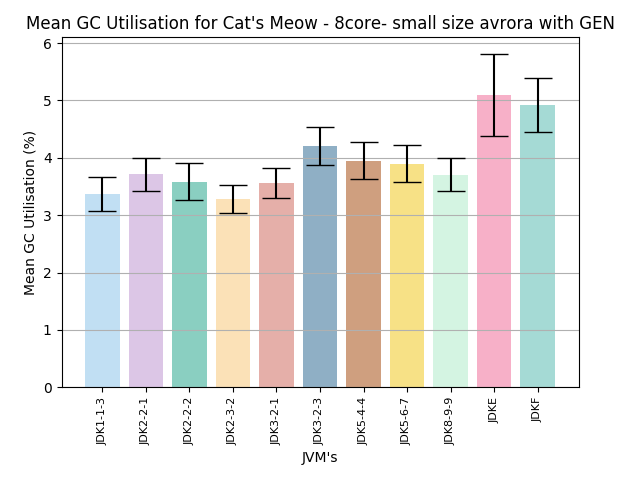 Mean GC Utilisation for Cat's Meow - 8core- small size avrora with GEN
Mean GC Utilisation (%)
6
5
4
3
2
1
0
JDK1-1-3
JDK2-2-1
JDK2-2-2
JDK2-3-2
JDK3-2-1
JDK3-2-3
JDK5-4-4
JDK5-6-7
JDK8-9-9
JDKE
JDKF
JVM's